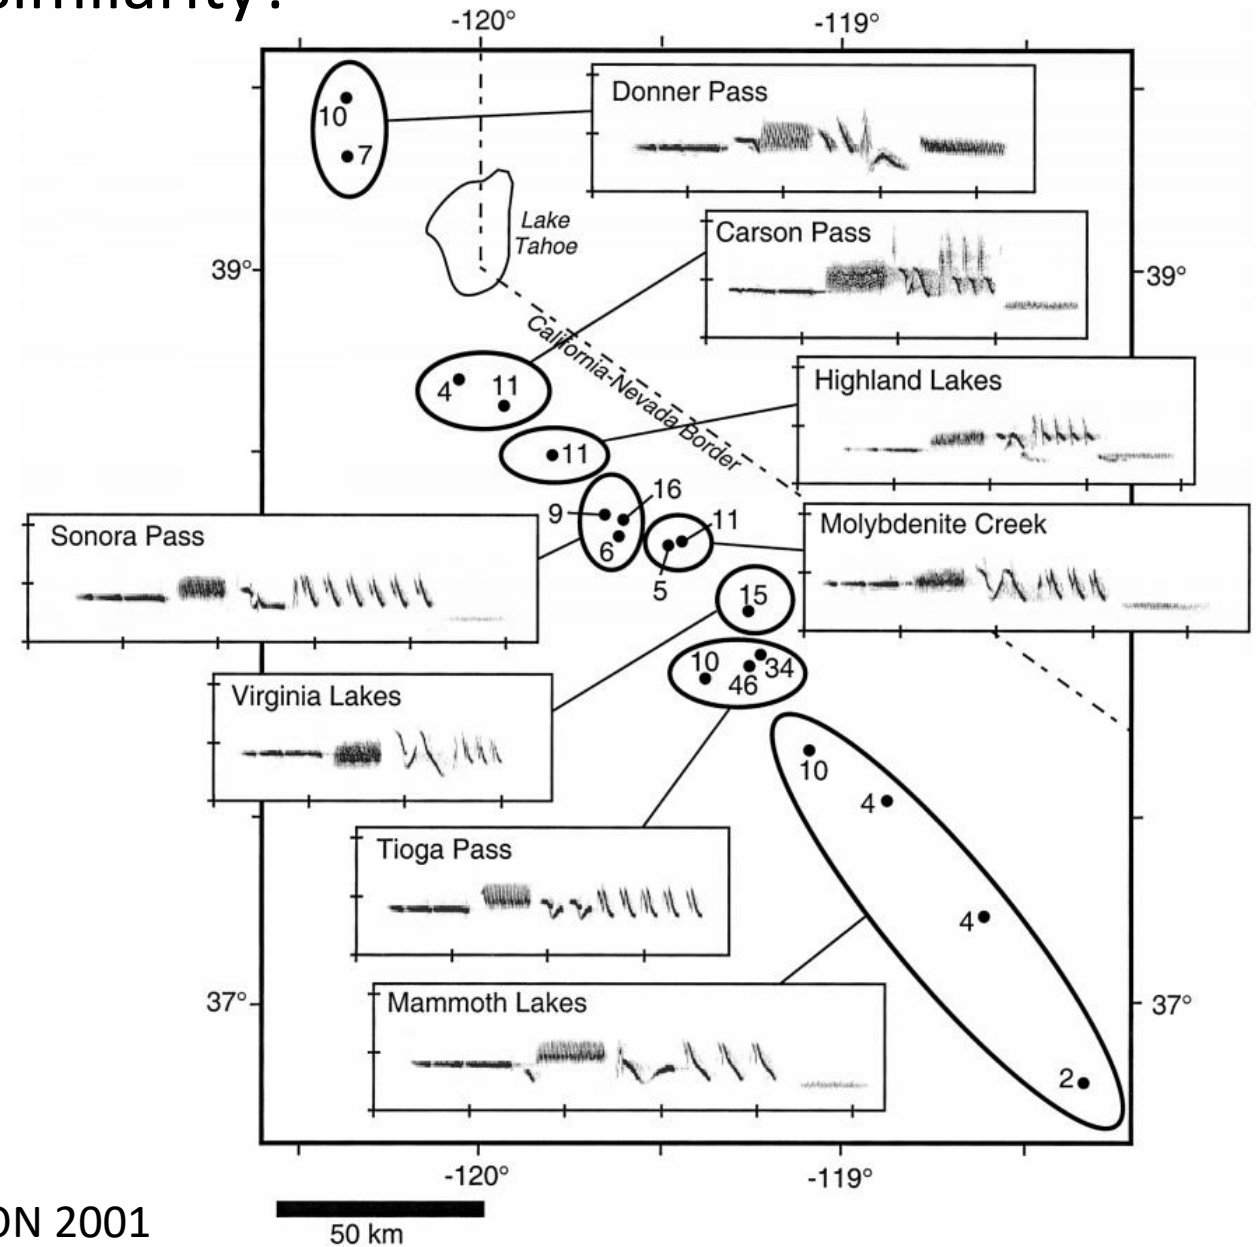 -120°
-119°
Donner Pass
10
7
Lake
Tahoe
39°
39°
Carson Pass
California-Nevada Border
4
11
Highland Lakes
11
9
16
6
11
5
Molybdenite Creek
Sonora Pass
15
10
46
34
Virginia Lakes
10
4
Tioga Pass
4
37°
37°
Mammoth Lakes
2
-120°
-119°
2001
50 km